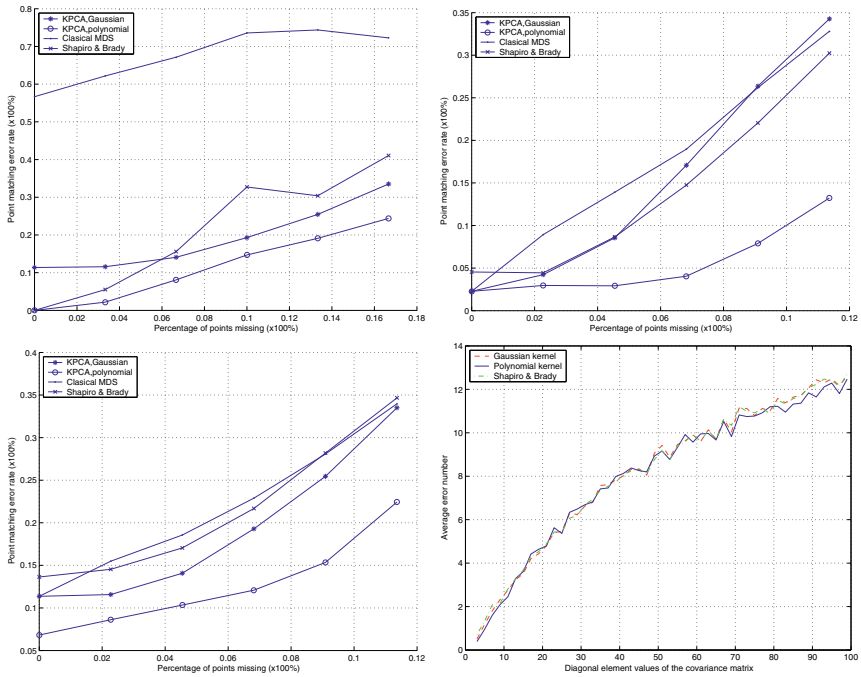 KPCA,Gaussian
KPCA,polynomial
Clasical MDS
Shapiro & Brady
Point matching error rate (x100%)
0.8
0.7
0.6
0.5
0.4
0.3
0.2
0.1
0
0 0.02 0.04 0.06 0.08 0.1 0.12 0.14 0.16 0.18
Percentage of points missing (x100%)
KPCA,Gaussian
KPCA,polynomial
Clasical MDS
Shapiro & Brady
Point matching error rate (x100%)
0.35
0.3
0.25
0.2
0.15
0.1
0.05
0
0 0.02 0.04 0.06 0.08 0.1 0.12
Percentage of points missing (x100%)
KPCA,Gaussian
KPCA,polynomial
Clasical MDS
Shapiro & Brady
Point matching error rate (x100%)
0.4
0.35
0.3
0.25
0.2
0.15
0.1
0.05
0 0.02 0.04 0.06 0.08 0.1 0.12
Percentage of points missing (x100%)
Gaussian kernel
Polynomial kernel
Shapiro & Brady
Average error number
14
12
10
8
6
4
2
0
0 10 20 30 40 50 60 70 80 90 100
Diagonal element values of the covariance matrix